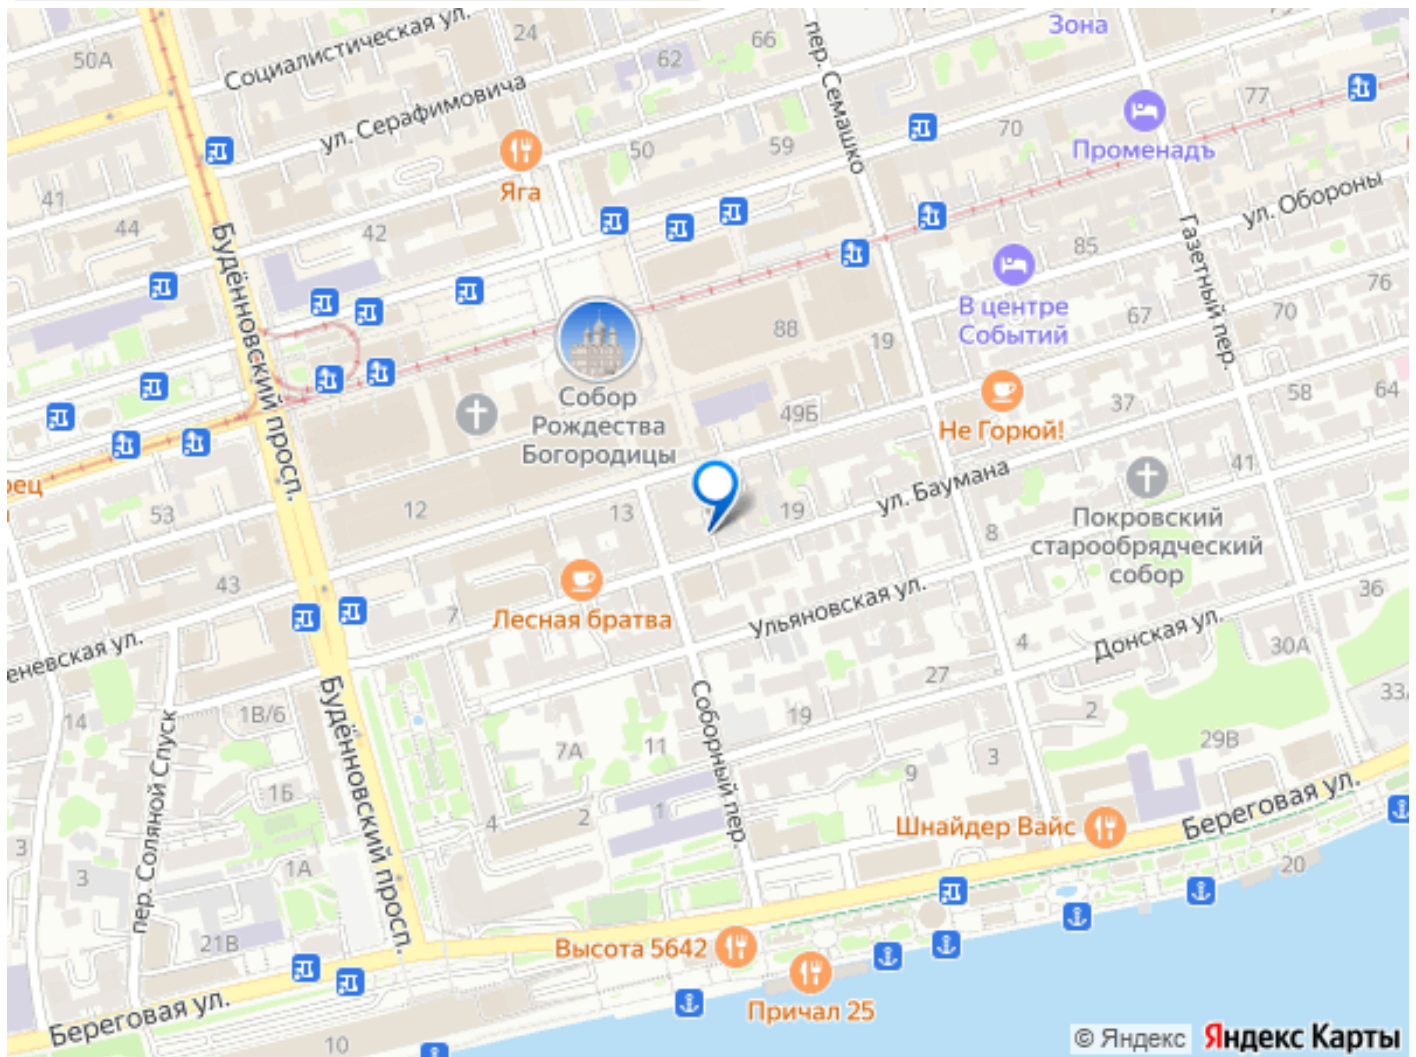 Социалистическая ул.
24
66
Зона
50А
62
ул. Серафимовича
пер. Семашко
77
70
Променадъ
Яга
50
59
41
44
42
Будённовский просп.
ул. Обороны
85
Газетный пер.
76
В центре
Событий
67
70
88
19
Собор
Рождества
Богородицы
49Б
Не Горюй!
37
58
64
рец
53
12
13
19
ул. Баумана
41
8
Покровский
старообрядческий
собор
43
7
Лесная братва
Ульяновская ул.
36
еневская ул.
4
Донская ул.
30А
27
Будённовский просп.
Соборный пер.
33/
14
1В/6
пер. Соляной Спуск
19
2
7А
11
29В
3
9
1Б
1
2
4
Шнайдер Вайс
Береговая ул.
3
3
1А
20
21В
Высота 5642
Причал 25
Береговая ул.
10
© Яндекс
Яндекс Карты